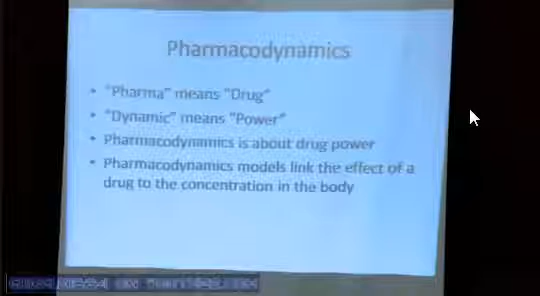 Pharmacodynamics
• "Pharma" means "Drug"
• "Dynamic" means "Power"
• Pharmacodynamics is about drug power
• Pharmacodynamics models link the effect of a
drug to the concentration in the body